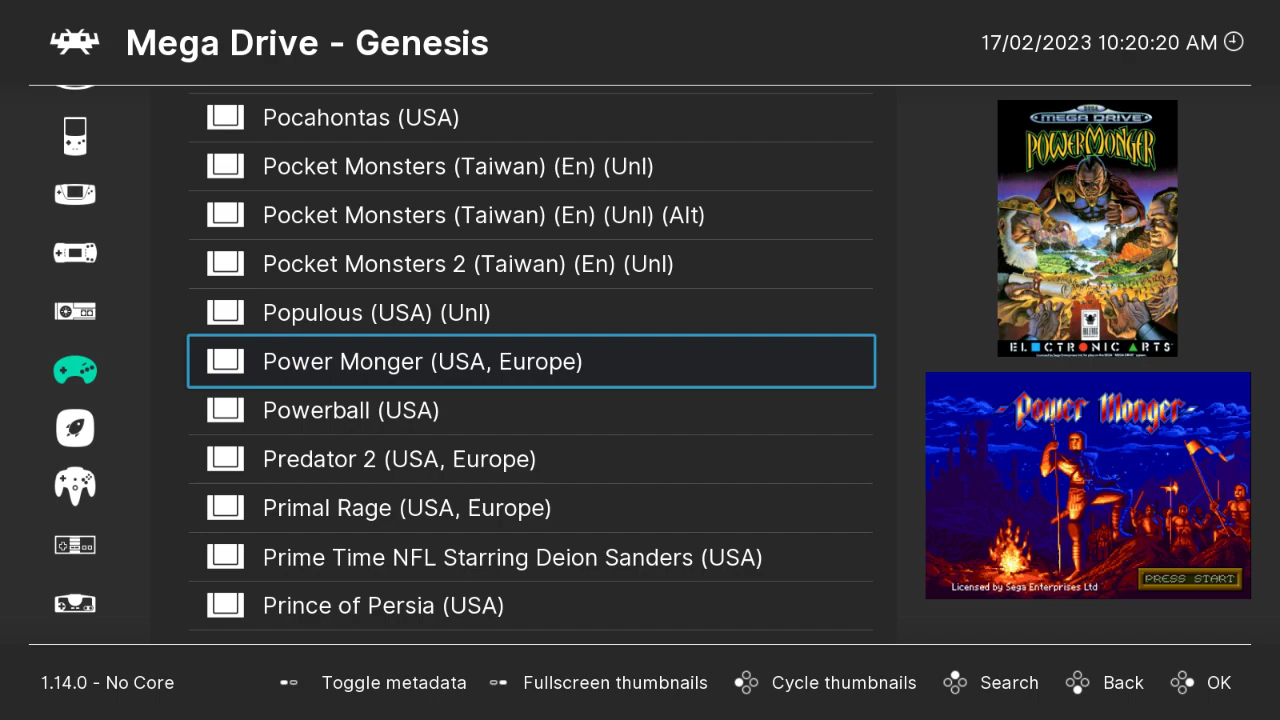 Mega Drive - Genesis
17/02/2023 10:20:20 AM
Pocahontas (USA)
Pocket Monsters (Taiwan) (En) (Unl)
Pocket Monsters (Taiwan) (En) (Unl) (Alt)
Pocket Monsters 2 (Taiwan) (En) (Unl)
Populous (USA) (Unl)
Power Monger (USA, Europe)
Powerball (USA)
Predator 2 (USA, Europe)
Primal Rage (USA, Europe)
Prime Time NFL Starring Deion Sanders (USA)
Prince of Persia (USA)
SEGA
MEGA DRIVE
POWERMONGER
ELECTRONIC ARTS
- Power Monger -
PRESS START
Licensed by Sega Enterprises Ltd
1.14.0 - No Core
Toggle metadata
Fullscreen thumbnails
Cycle thumbnails
Search
Back
OK